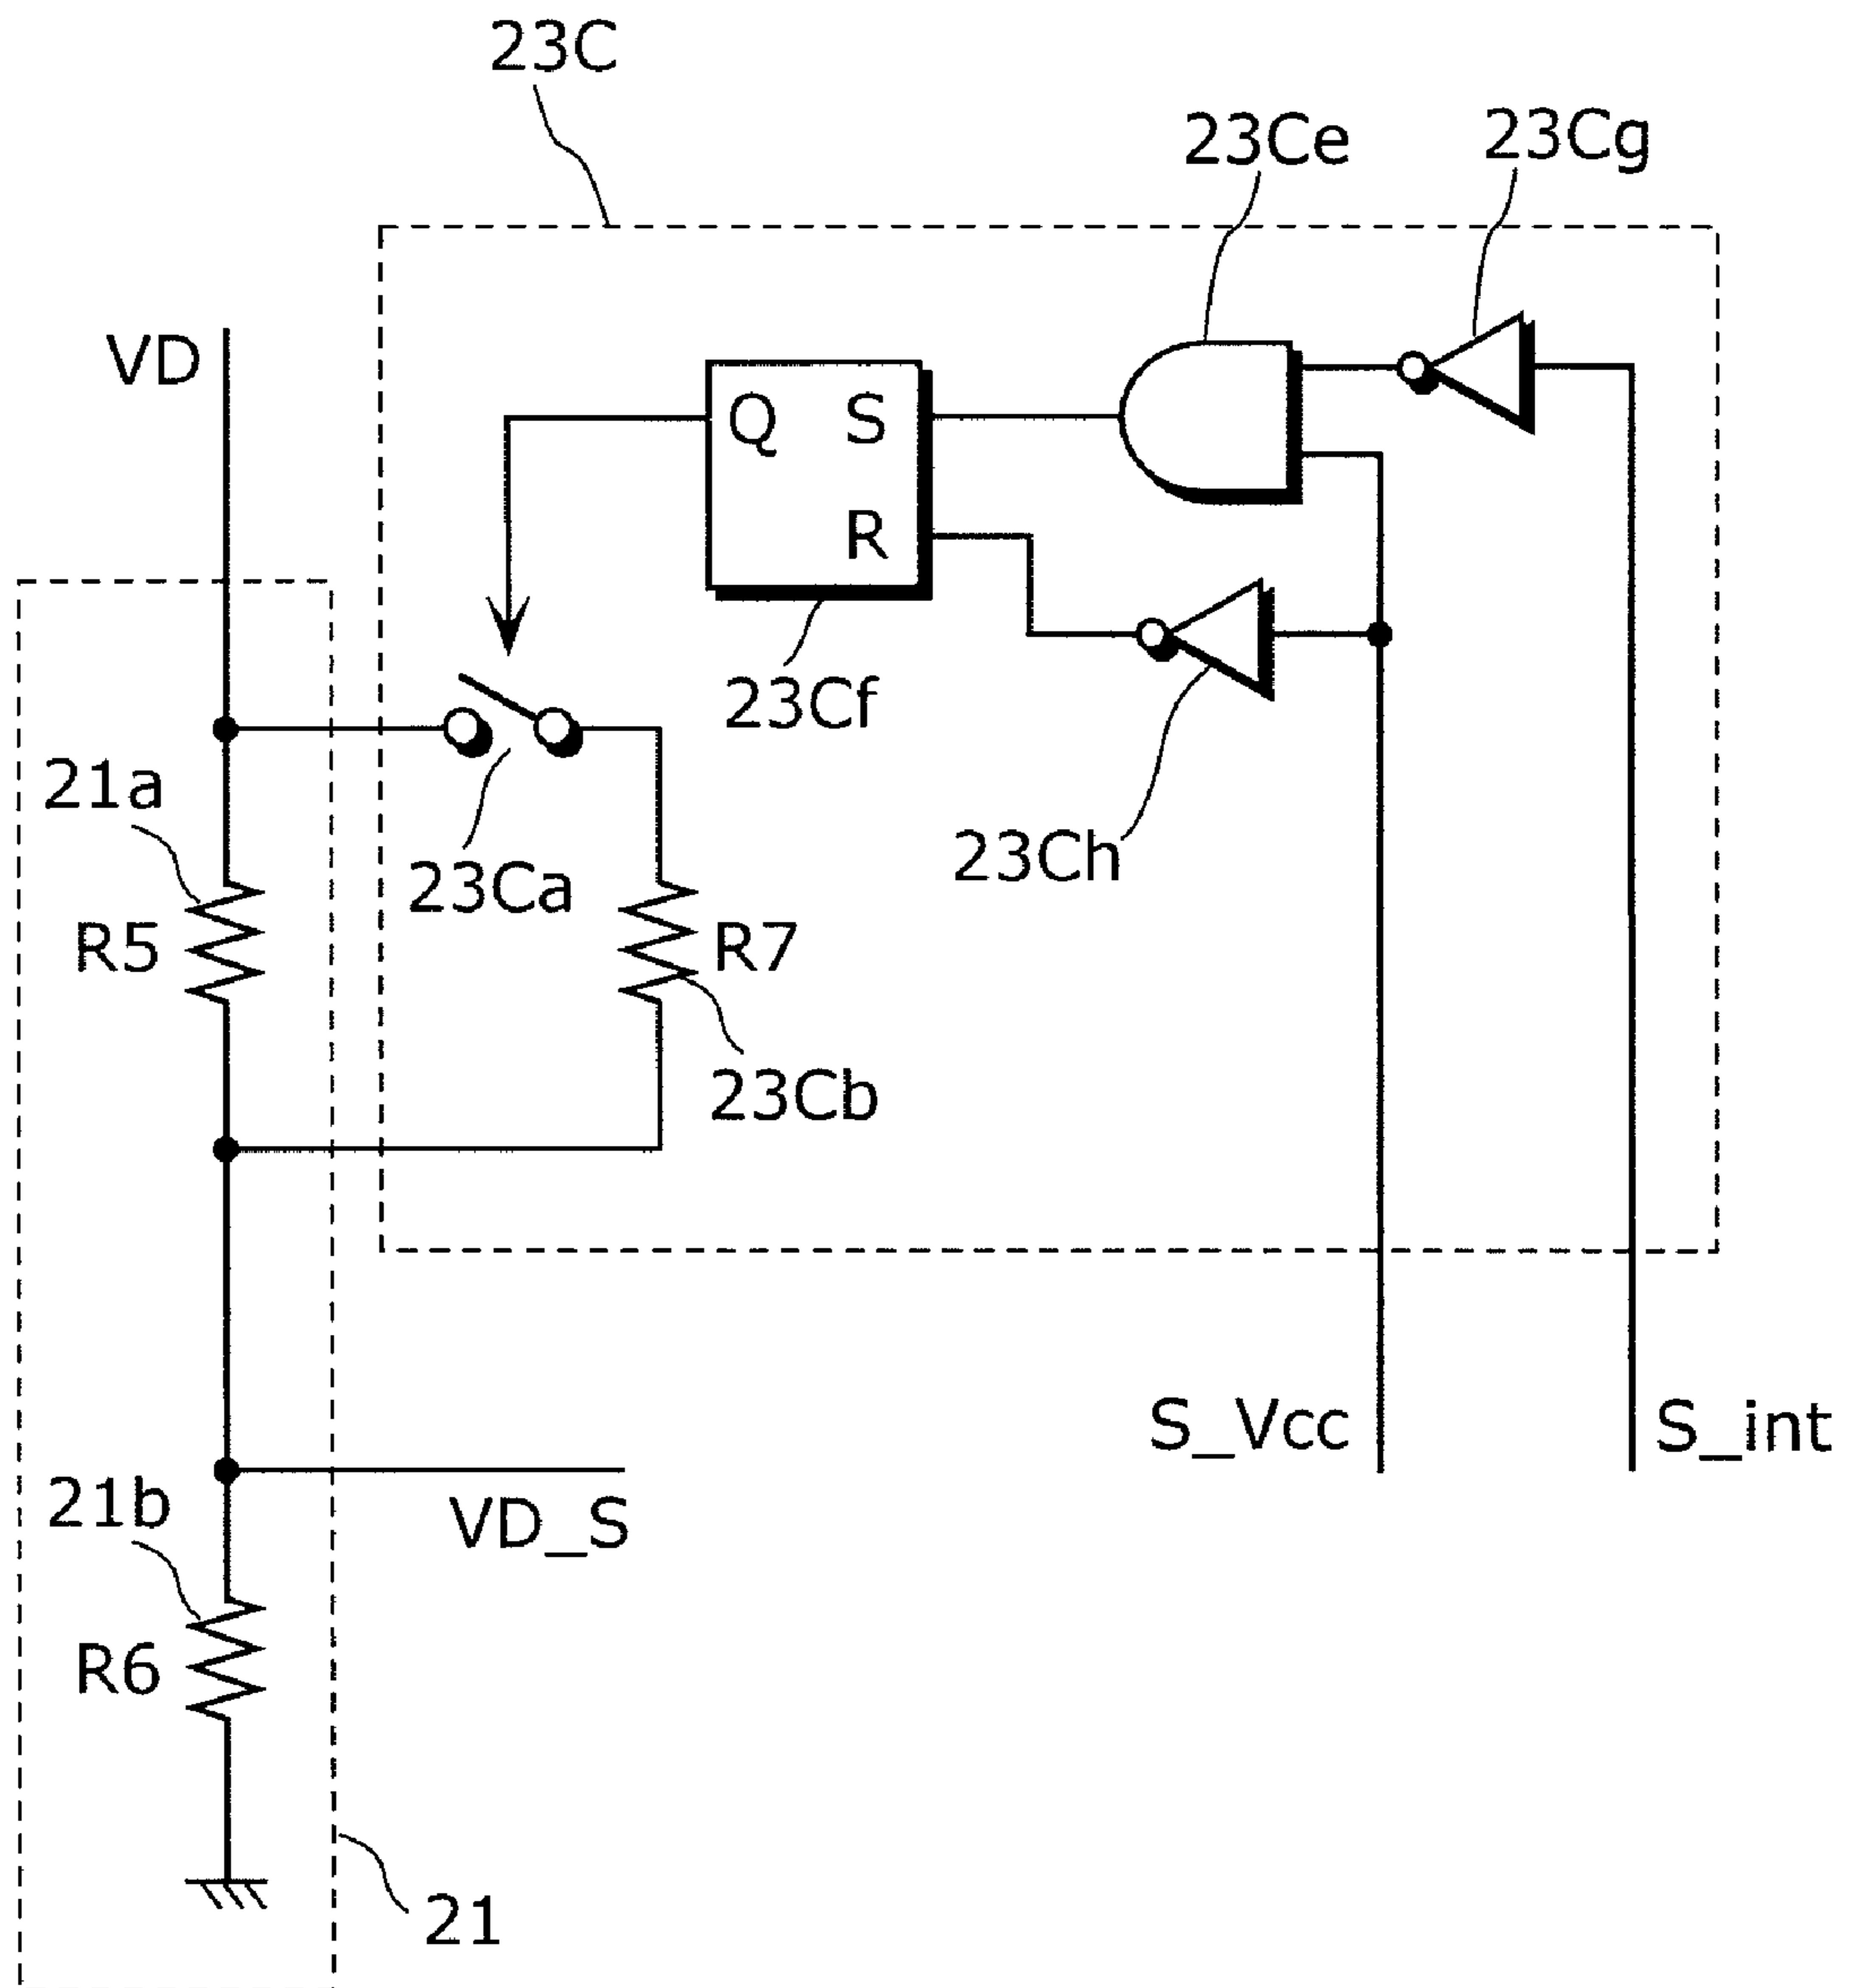 23C
23Ce
23Cg
VD
Q
S
R
23Cf
21a
23Ca
23Ch
R5
R7
23Cb
S_Vcc
S_int
21b
VD_S
R6
21